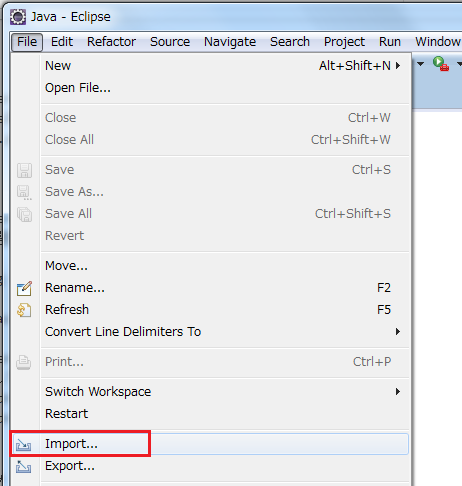 Java - Eclipse
File Edit Refactor Source Navigate Search Project Run Window
New Alt+Shift+N
Open File...
Close Ctrl+W
Close All Ctrl+Shift+W
Save Ctrl+S
Save As...
Save All Ctrl+Shift+S
Revert
Move...
Rename... F2
Refresh F5
Convert Line Delimiters To
Print... Ctrl+P
Switch Workspace
Restart
Import...
Export...